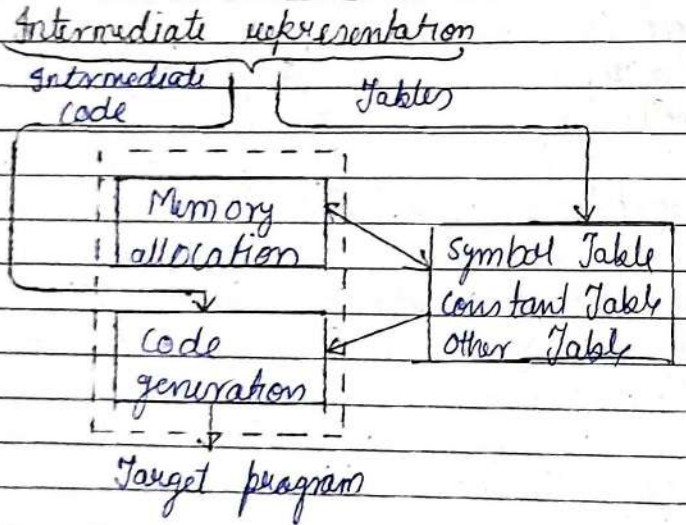 Intermediate representation
Intermediate
code
Tables
Memory
allocation
Symbol Table
Constant Table
Other Table
Code
generation
Target program